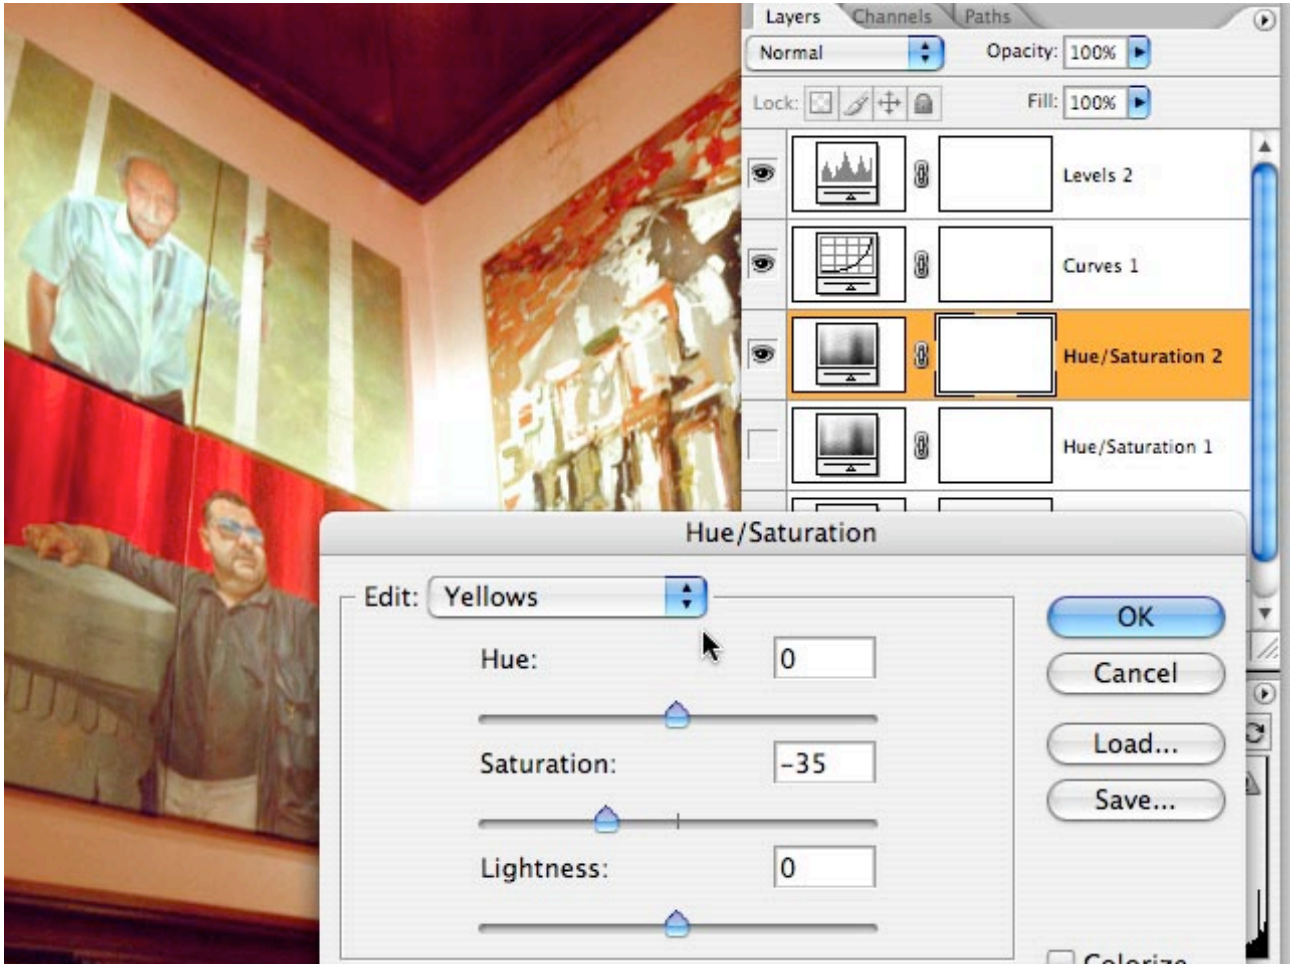 Layers Channels Paths
Normal Opacity: 100%
Lock: Fill: 100%
Levels 2
Curves 1
Hue/Saturation 2
Hue/Saturation 1
Hue/Saturation
Edit: Yellows
OK
Hue: 0
Cancel
Load...
Saturation: -35
Save...
Lightness: 0
Colorize